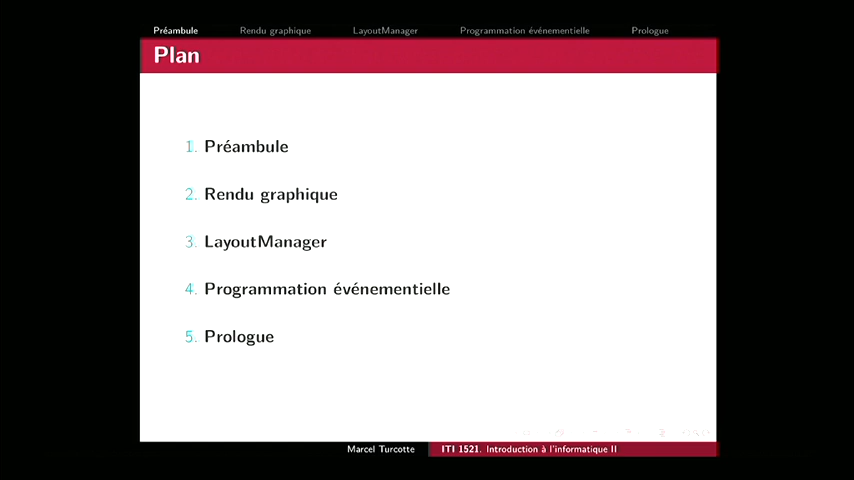 Préambule Rendu graphique LayoutManager Programmation événementielle Prologue
Plan
1. Préambule
2. Rendu graphique
3. LayoutManager
4. Programmation événementielle
5. Prologue
Marcel Turcotte ITI 1521. Introduction à l'informatique II